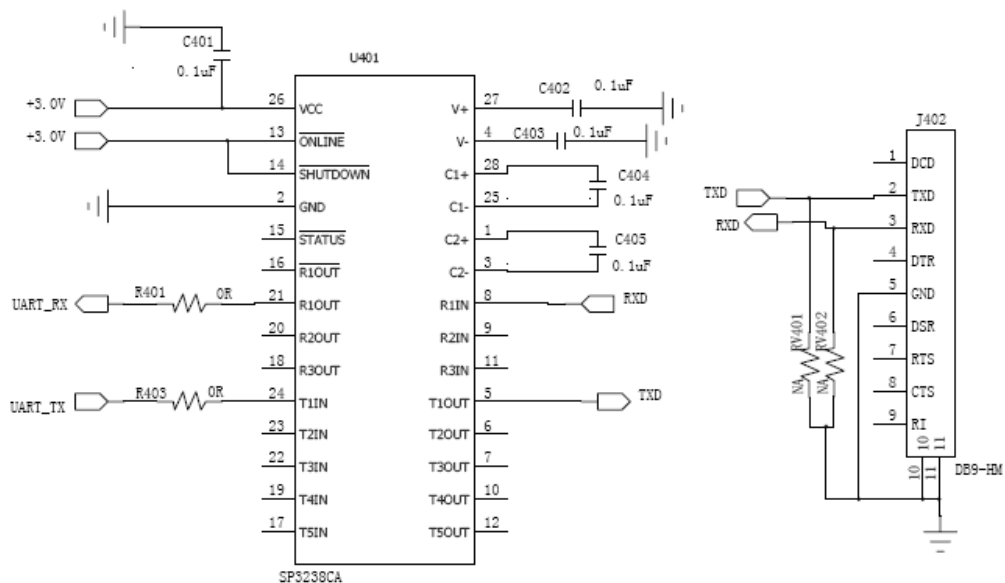 C401
0.1uF
U401
+3.0V
26
VCC
V+
27
C402
0.1uF
+3.0V
13
ONLINE
V-
4
C403
0.1uF
14
SHUTDOWN
C1+
28
C404
0.1uF
2
GND
C1-
25
15
STATUS
C2+
1
C405
0.1uF
16
R1OUT
C2-
3
UART_RX
R401
0R
21
R1OUT
R1IN
8
RXD
20
R2OUT
R2IN
9
18
R3OUT
R3IN
11
UART_TX
R403
0R
24
T1IN
T1OUT
5
TXD
23
T2IN
T2OUT
6
22
T3IN
T3OUT
7
19
T4IN
T4OUT
10
17
T5IN
T5OUT
12
SP3238CA
J402
1
DCD
TXD
2
TXD
RXD
3
RXD
4
DTR
5
GND
6
DSR
7
RTS
8
CTS
9
RI
RV401
NA
RV402
NA
10
11
10
11
DB9-HM